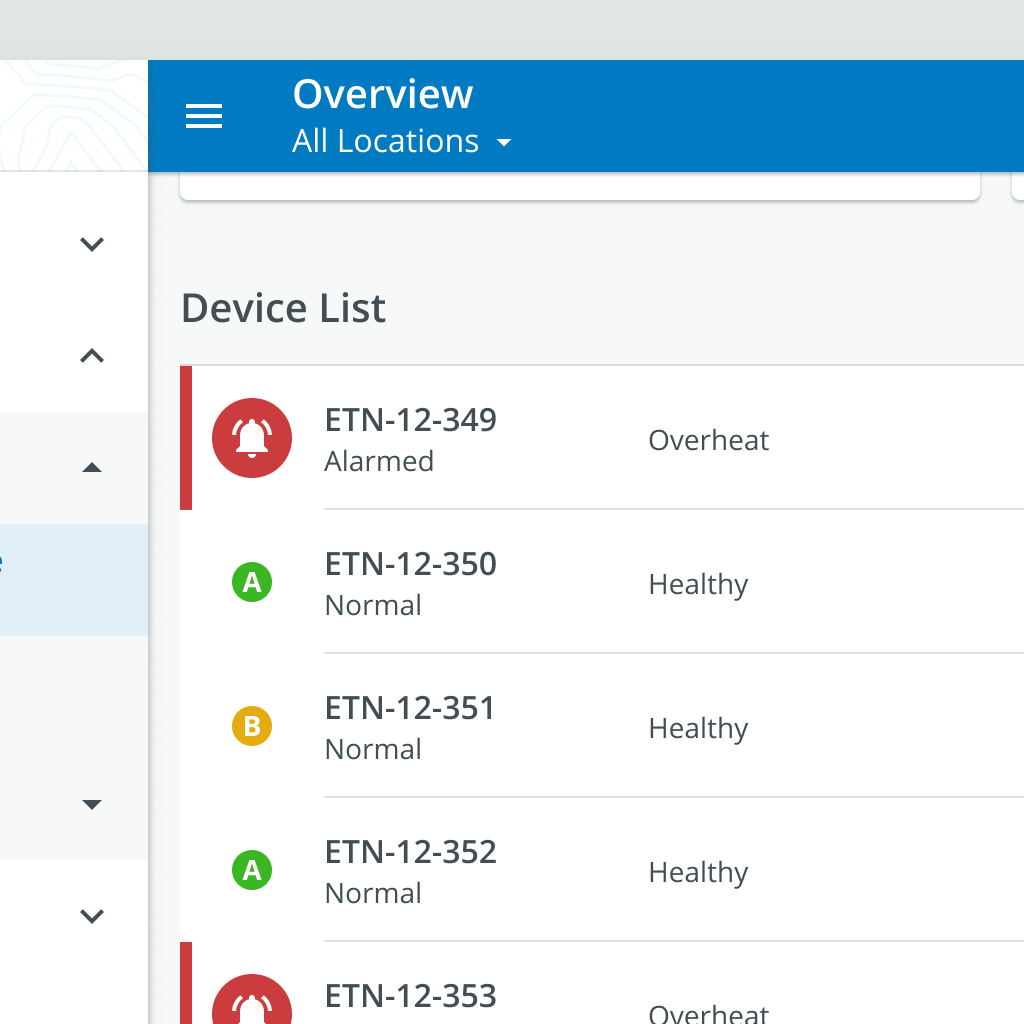 Overview
All Locations
Device List
ETN-12-349
Alarmed
Overheat
A
ETN-12-350
Normal
Healthy
B
ETN-12-351
Normal
Healthy
A
ETN-12-352
Normal
Healthy
ETN-12-353
Overheat